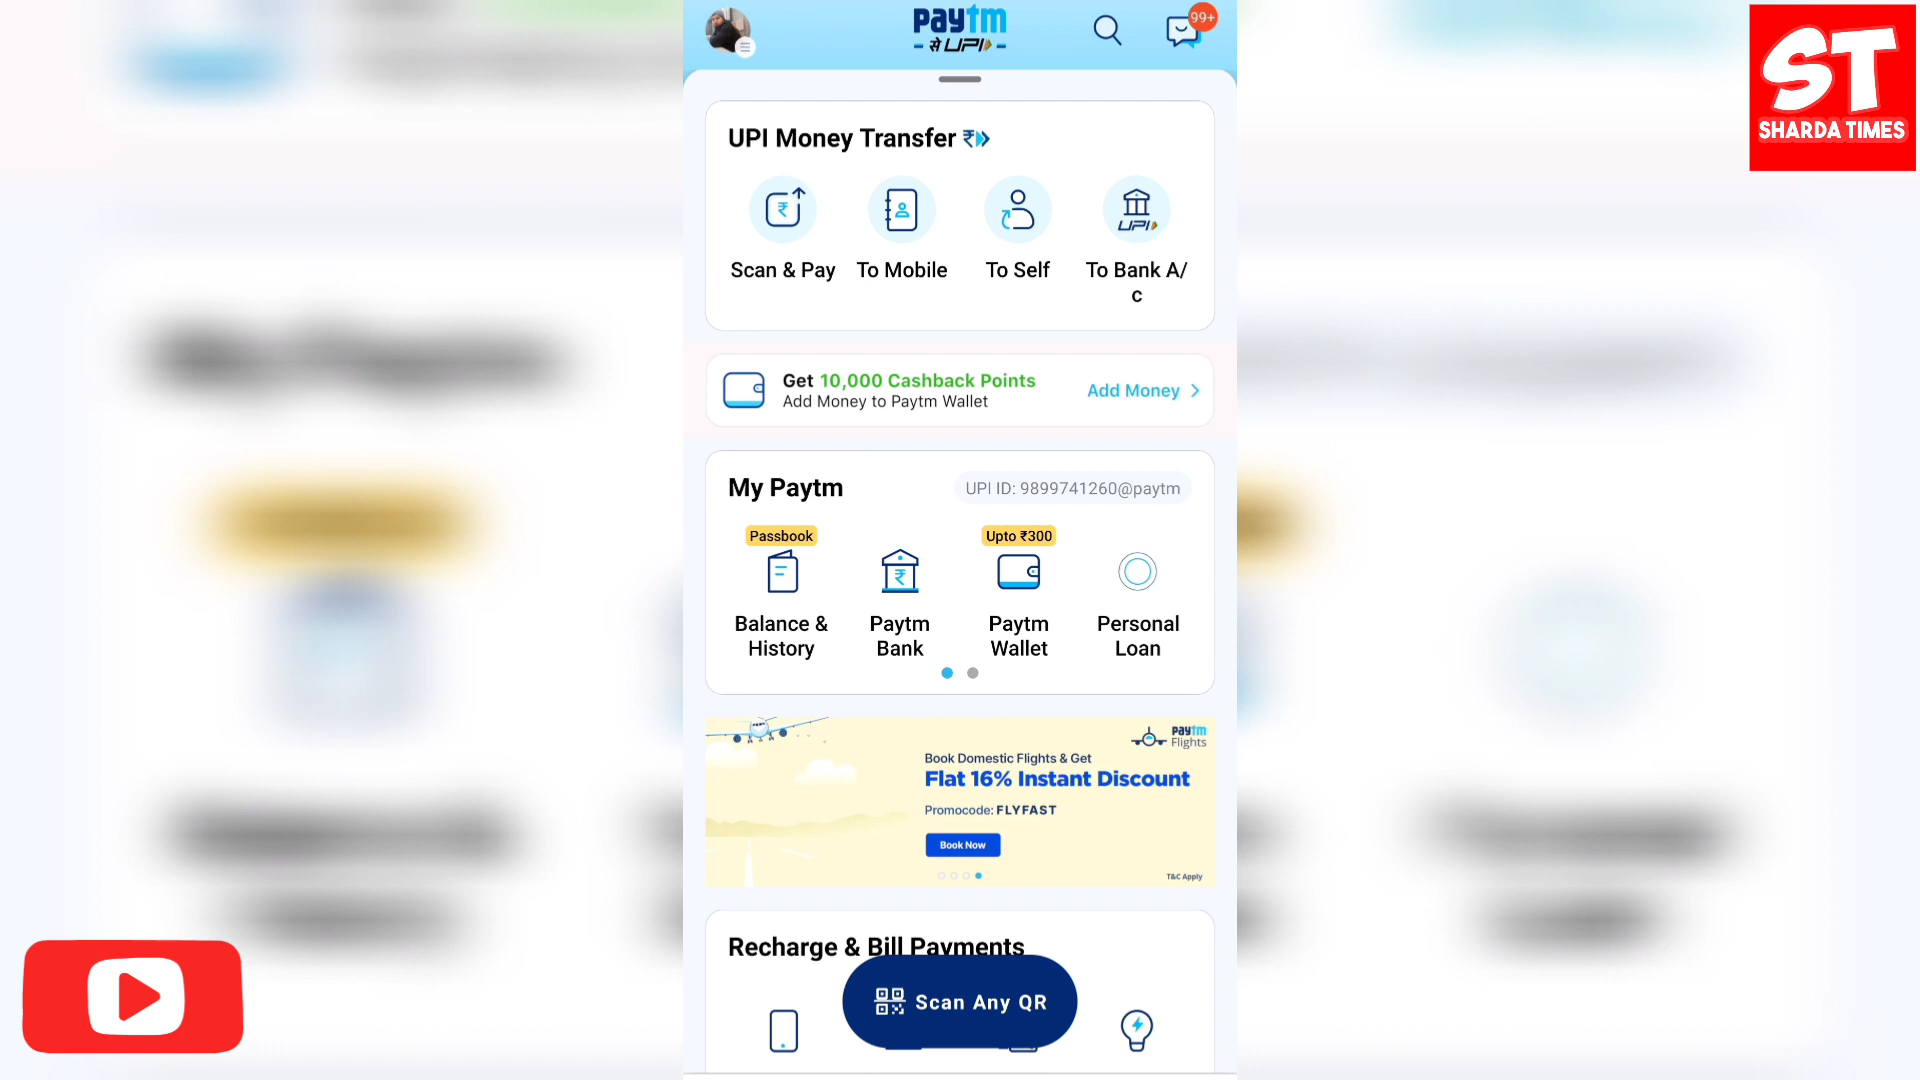 paytm
से UPI
99+
ST
SHARDA TIMES
UPI Money Transfer ₹
₹
UPI
Scan & Pay
To Mobile
To Self
To Bank A/
c
Get 10,000 Cashback Points
Add Money to Paytm Wallet
Add Money >
My Paytm
UPI ID: 9899741260@paytm
Passbook
Upto ₹300
₹
Balance &
History
Paytm
Bank
Paytm
Wallet
Personal
Loan
paytm
Flights
Book Domestic Flights & Get
Flat 16% Instant Discount
Promocode: FLYFAST
Book Now
T&C Apply
Recharge & Bill Payments
Scan Any QR